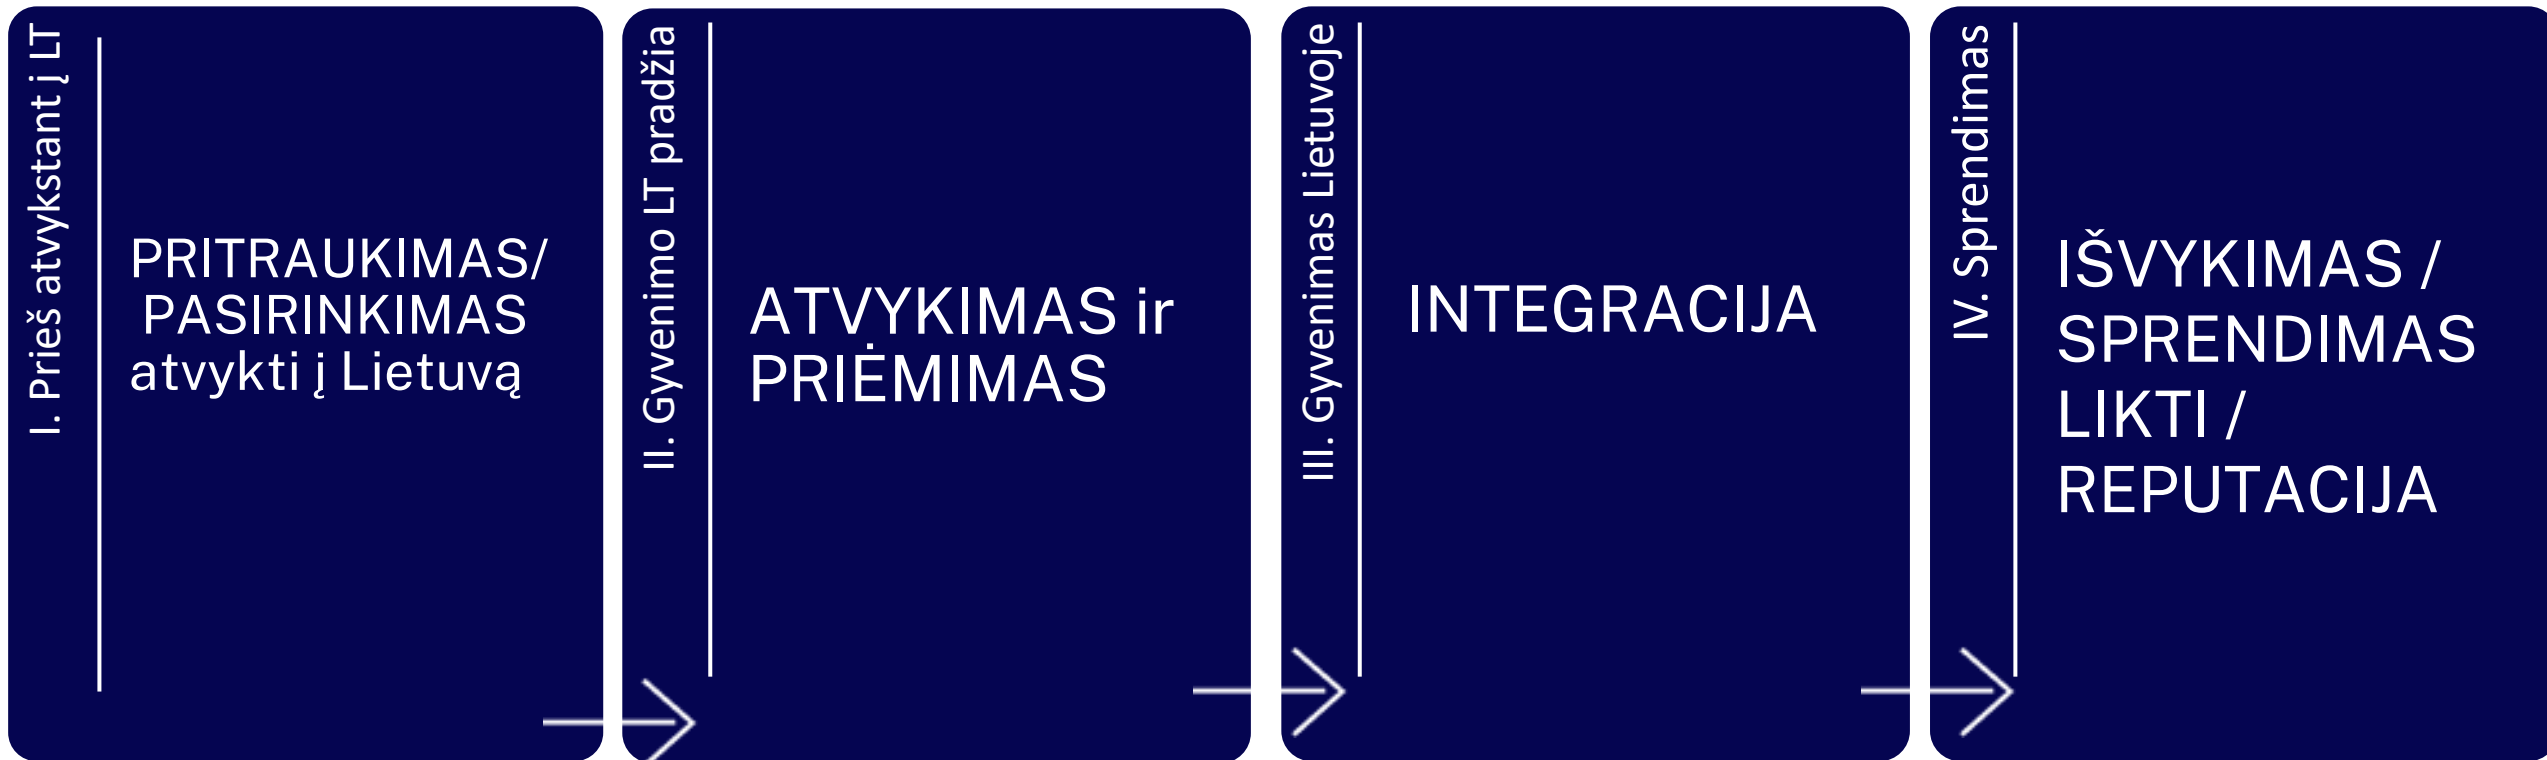 I. Prieš atvykstant į LT
PRITRAUKIMAS/
PASIRINKIMAS
atvykti į Lietuvą
II. Gyvenimo LT pradžia
ATVYKIMAS ir
PRIĖMIMAS
III. Gyvenimas Lietuvoje
INTEGRACIJA
IV. Sprendimas
IŠVYKIMAS /
SPRENDIMAS
LIKTI /
REPUTACIJA